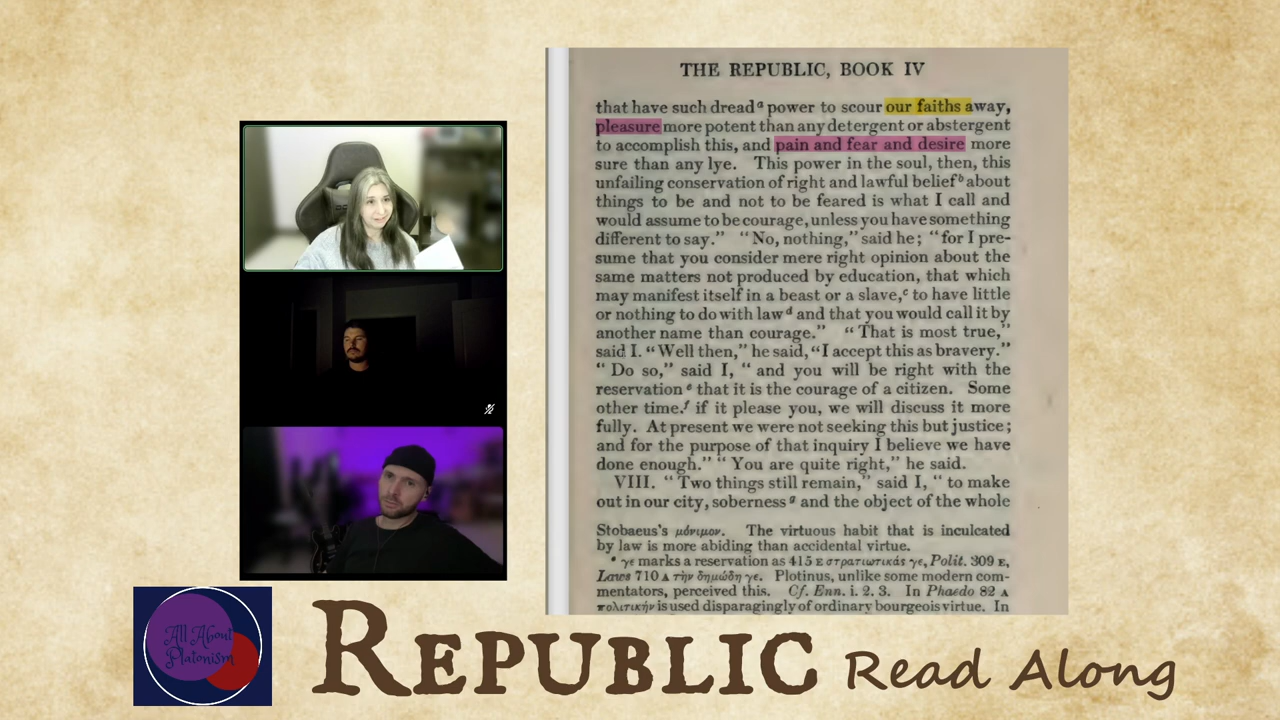 THE REPUBLIC, BOOK IV
that have such dreadᵃ power to scour our faiths away,
pleasure more potent than any detergent or abstergent
to accomplish this, and pain and fear and desire more
sure than any lye. This power in the soul, then, this
unfailing conservation of right and lawful beliefᵇ about
things to be and not to be feared is what I call and
would assume to be courage, unless you have something
different to say.” “No, nothing,” said he; “for I pre-
sume that you consider mere right opinion about the
same matters not produced by education, that which
may manifest itself in a beast or a slave,ᶜ to have little
or nothing to do with lawᵈ and that you would call it by
another name than courage.” “That is most true,”
said I. “Well then,” he said, “I accept this as bravery.”
“Do so,” said I, “and you will be right with the
reservationᵉ that it is the courage of a citizen. Some
other time,ᶠ if it please you, we will discuss it more
fully. At present we were not seeking this but justice;
and for the purpose of that inquiry I believe we have
done enough.” “You are quite right,” he said.
VIII. “Two things still remain,” said I, “to make
out in our city, sobernessᵍ and the object of the whole
Stobaeus's μόνιμον. The virtuous habit that is inculcated
by law is more abiding than accidental virtue.
ᵉ γε marks a reservation as 415 E στρατιωτικάς γε, Polit. 309 E,
Laws 710 A τὴν δημώδη γε. Plotinus, unlike some modern com-
mentators, perceived this. Cf. Enn. i. 2. 3. In Phaedo 82 A
πολιτικήν is used disparagingly of ordinary bourgeois virtue. In
All About
Platonism
REPUBLIC Read Along